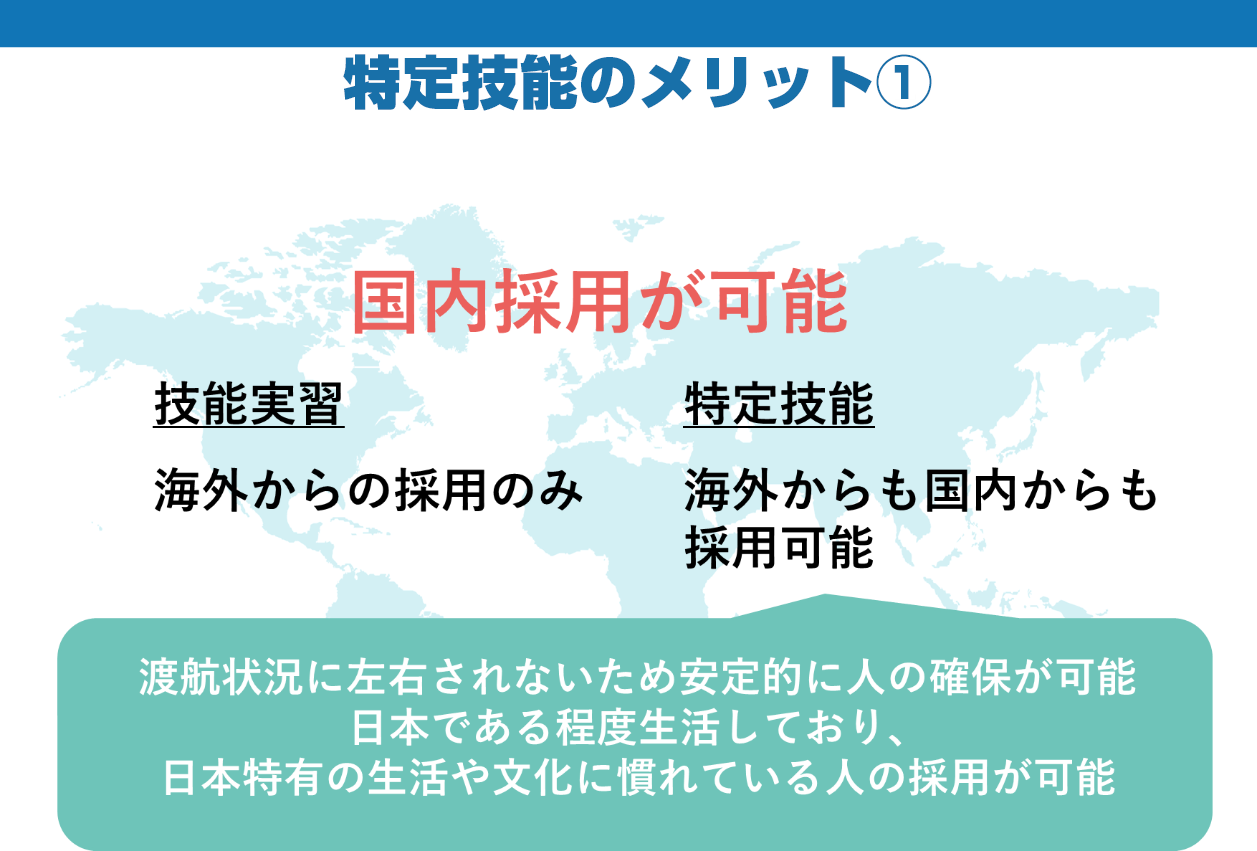 特定技能のメリット①
国内採用が可能
技能実習
海外からの採用のみ
特定技能
海外からも国内からも
採用可能
渡航状況に左右されないため安定的に人の確保が可能
日本である程度生活しており、
日本特有の生活や文化に慣れている人の採用が可能